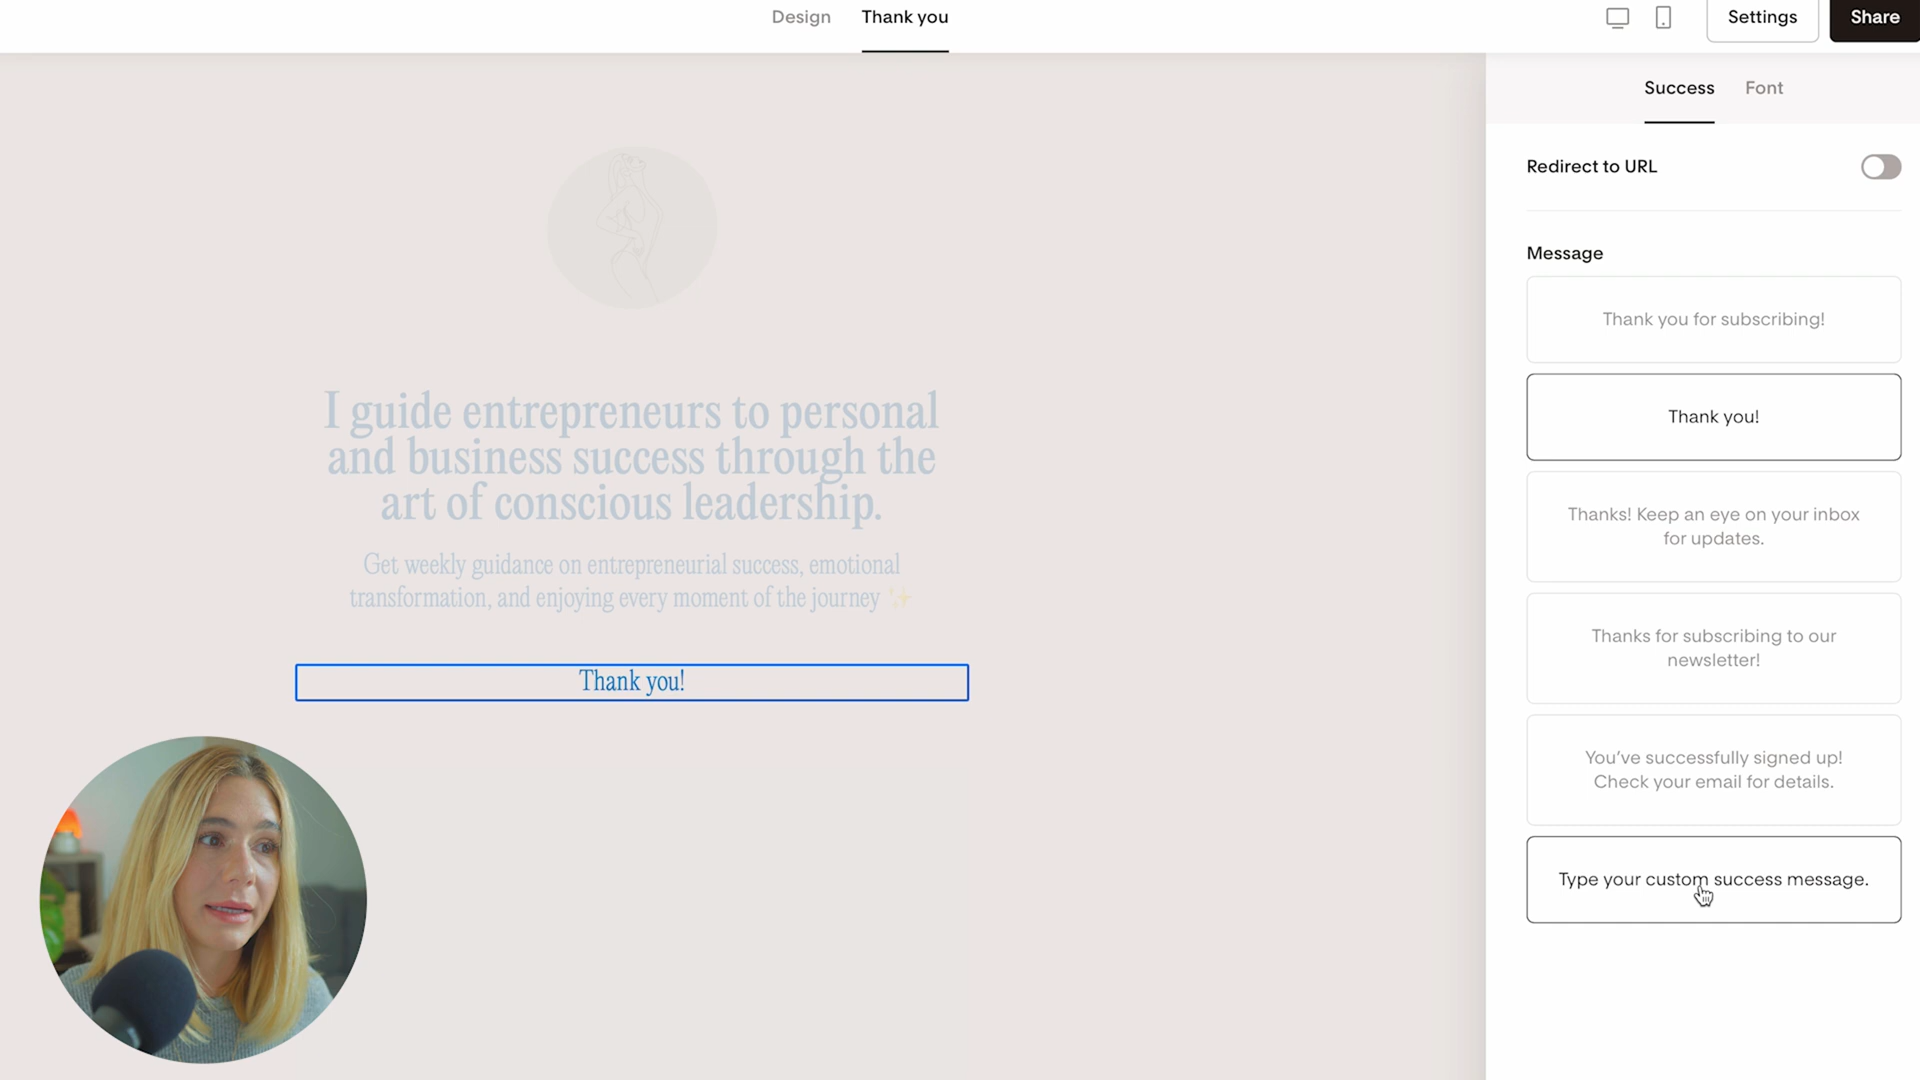 Design
Thank you
Settings
Share
Success
Font
Redirect to URL
Message
Thank you for subscribing!
Thank you!
Thanks! Keep an eye on your inbox
for updates.
Thanks for subscribing to our
newsletter!
You’ve successfully signed up!
Check your email for details.
Type your custom success message.
I guide entrepreneurs to personal
and business success through the
art of conscious leadership.
Get weekly guidance on entrepreneurial success, emotional
transformation, and enjoying every moment of the journey ✨
Thank you!